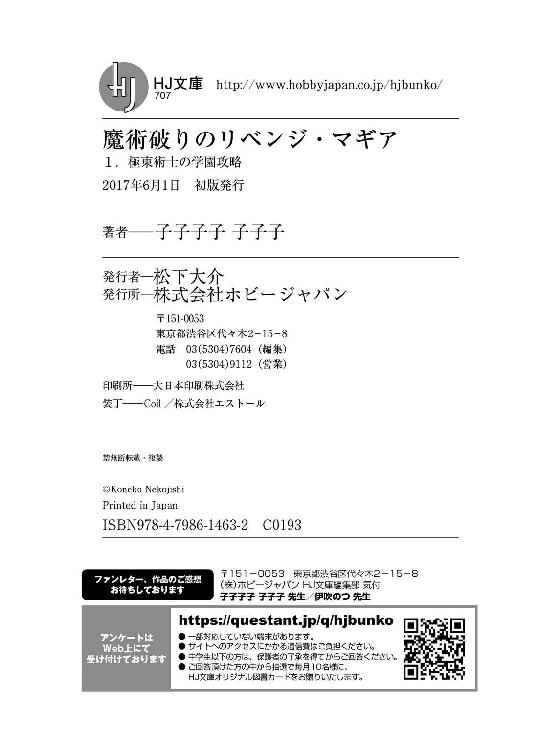 HJ
HJ文庫 http://www.hobbyjapan.co.jp/hjbunko/
707
魔術破りのリベンジ・マギア
1．極東術士の学園攻略
2017年6月1日　初版発行
著者──子子子子 子子子
発行者─松下大介
発行所─株式会社ホビージャパン
〒151-0053
東京都渋谷区代々木2−15−8
電話　03(5304)7604（編集）
03(5304)9112（営業）
印刷所──大日本印刷株式会社
装丁──Coil／株式会社エストール
禁無断転載・複製
©Koneko Nekojishi
Printed in Japan
ISBN978-4-7986-1463-2　C0193
ファンレター、作品のご感想
お待ちしております
〒151−0053　東京都渋谷区代々木2−15−8
(株)ホビージャパン HJ文庫編集部 気付
子子子子 子子子 先生／伊吹のつ 先生
アンケートは
Web上にて
受け付けております
https://questant.jp/q/hjbunko
● 一部対応していない端末があります。
● サイトへのアクセスにかかる通信費はご負担ください。
● 中学生以下の方は、保護者の了承を得てからご回答ください。
● ご回答頂けた方の中から抽選で毎月10名様に、
HJ文庫オリジナル図書カードをお贈りいたします。